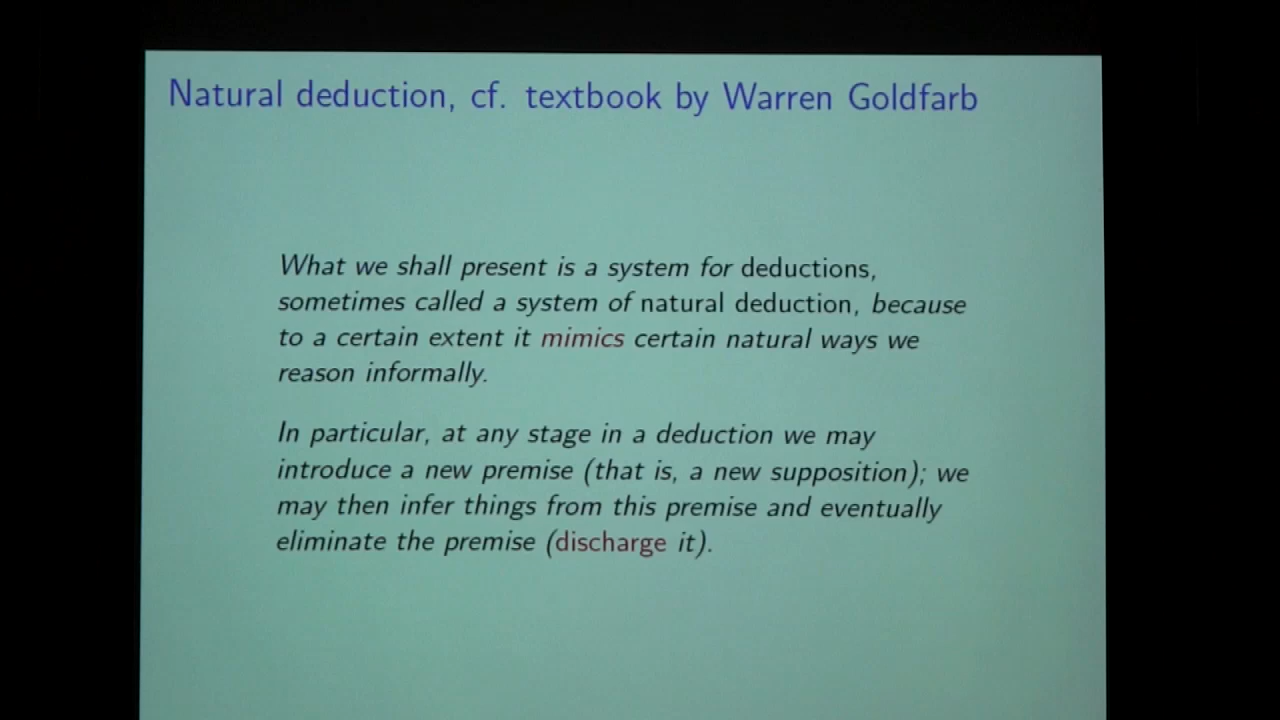 Natural deduction, cf. textbook by Warren Goldfarb
What we shall present is a system for deductions,
sometimes called a system of natural deduction, because
to a certain extent it mimics certain natural ways we
reason informally.
In particular, at any stage in a deduction we may
introduce a new premise (that is, a new supposition); we
may then infer things from this premise and eventually
eliminate the premise (discharge it).